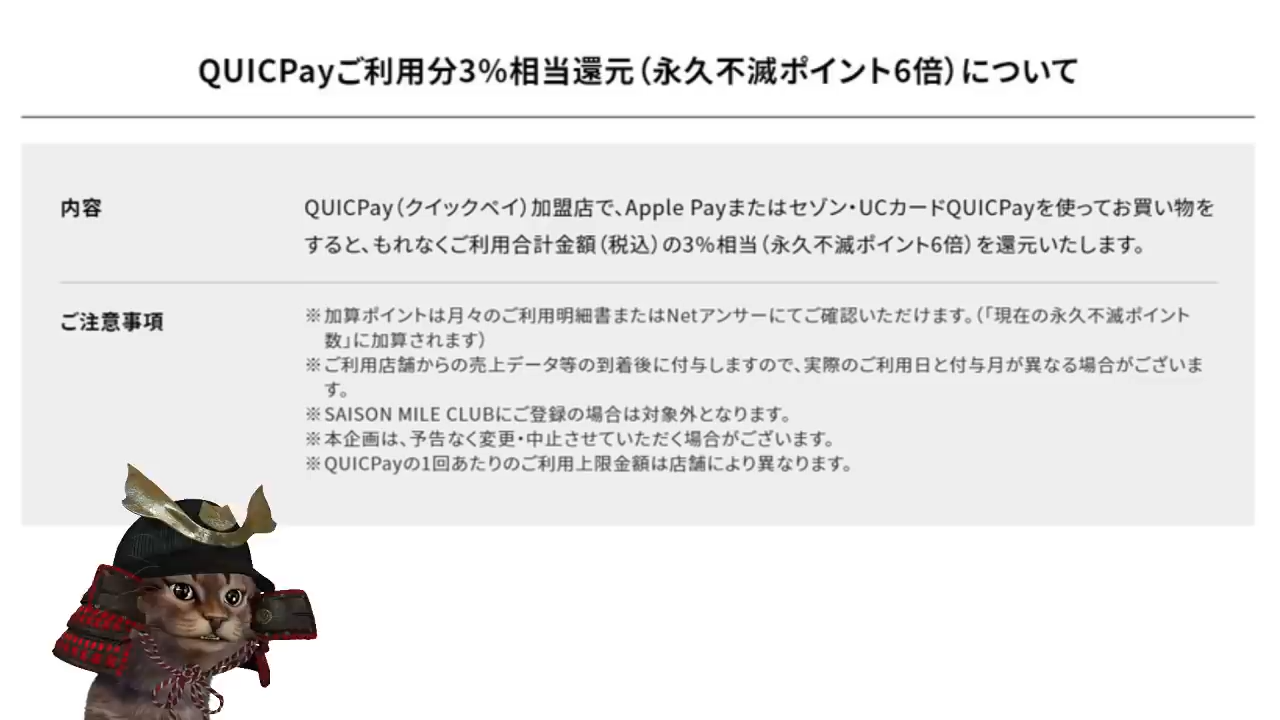 QUICPayご利用分3%相当還元(永久不滅ポイント6倍)について
内容
QUICPay(クイックペイ)加盟店で、Apple Payまたはセゾン・UCカードQUICPayを使ってお買い物を
すると、もれなくご利用合計金額(税込)の3%相当(永久不滅ポイント6倍)を還元いたします。
ご注意事項
※加算ポイントは月々のご利用明細書またはNetアンサーにてご確認いただけます。(「現在の永久不滅ポイント
数」に加算されます)
※ご利用店舗からの売上データ等の到着後に付与しますので、実際のご利用日と付与月が異なる場合がございま
す。
※SAISON MILE CLUBにご登録の場合は対象外となります。
※本企画は、予告なく変更・中止させていただく場合がございます。
※QUICPayの1回あたりのご利用上限金額は店舗により異なります。